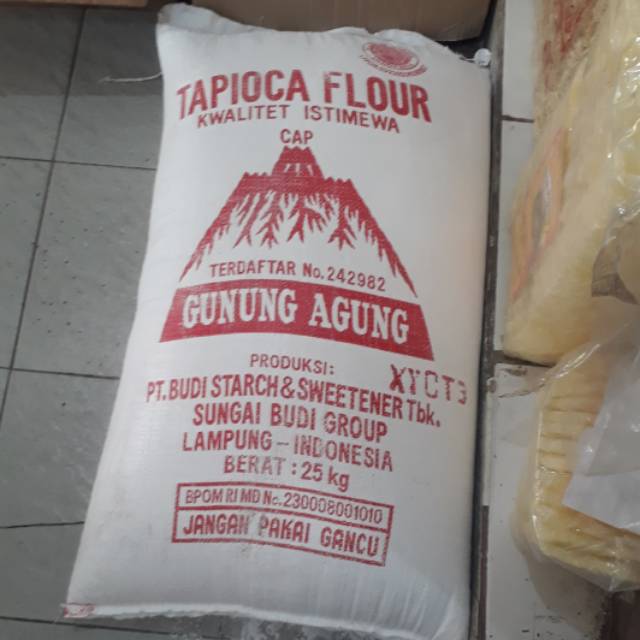 TAPIOCA FLOUR
KWALITET ISTIMEWA
CAP
TERDAFTAR No. 242982
GUNUNG AGUNG
PRODUKSI:
XTCT3
PT. BUDI STARCH & SWEETENER Tbk.
SUNGAI BUDI GROUP
LAMPUNG - INDONESIA
BERAT : 25 kg
BPOM RI MD No. 230008001010
JANGAN PAKAI GANCU